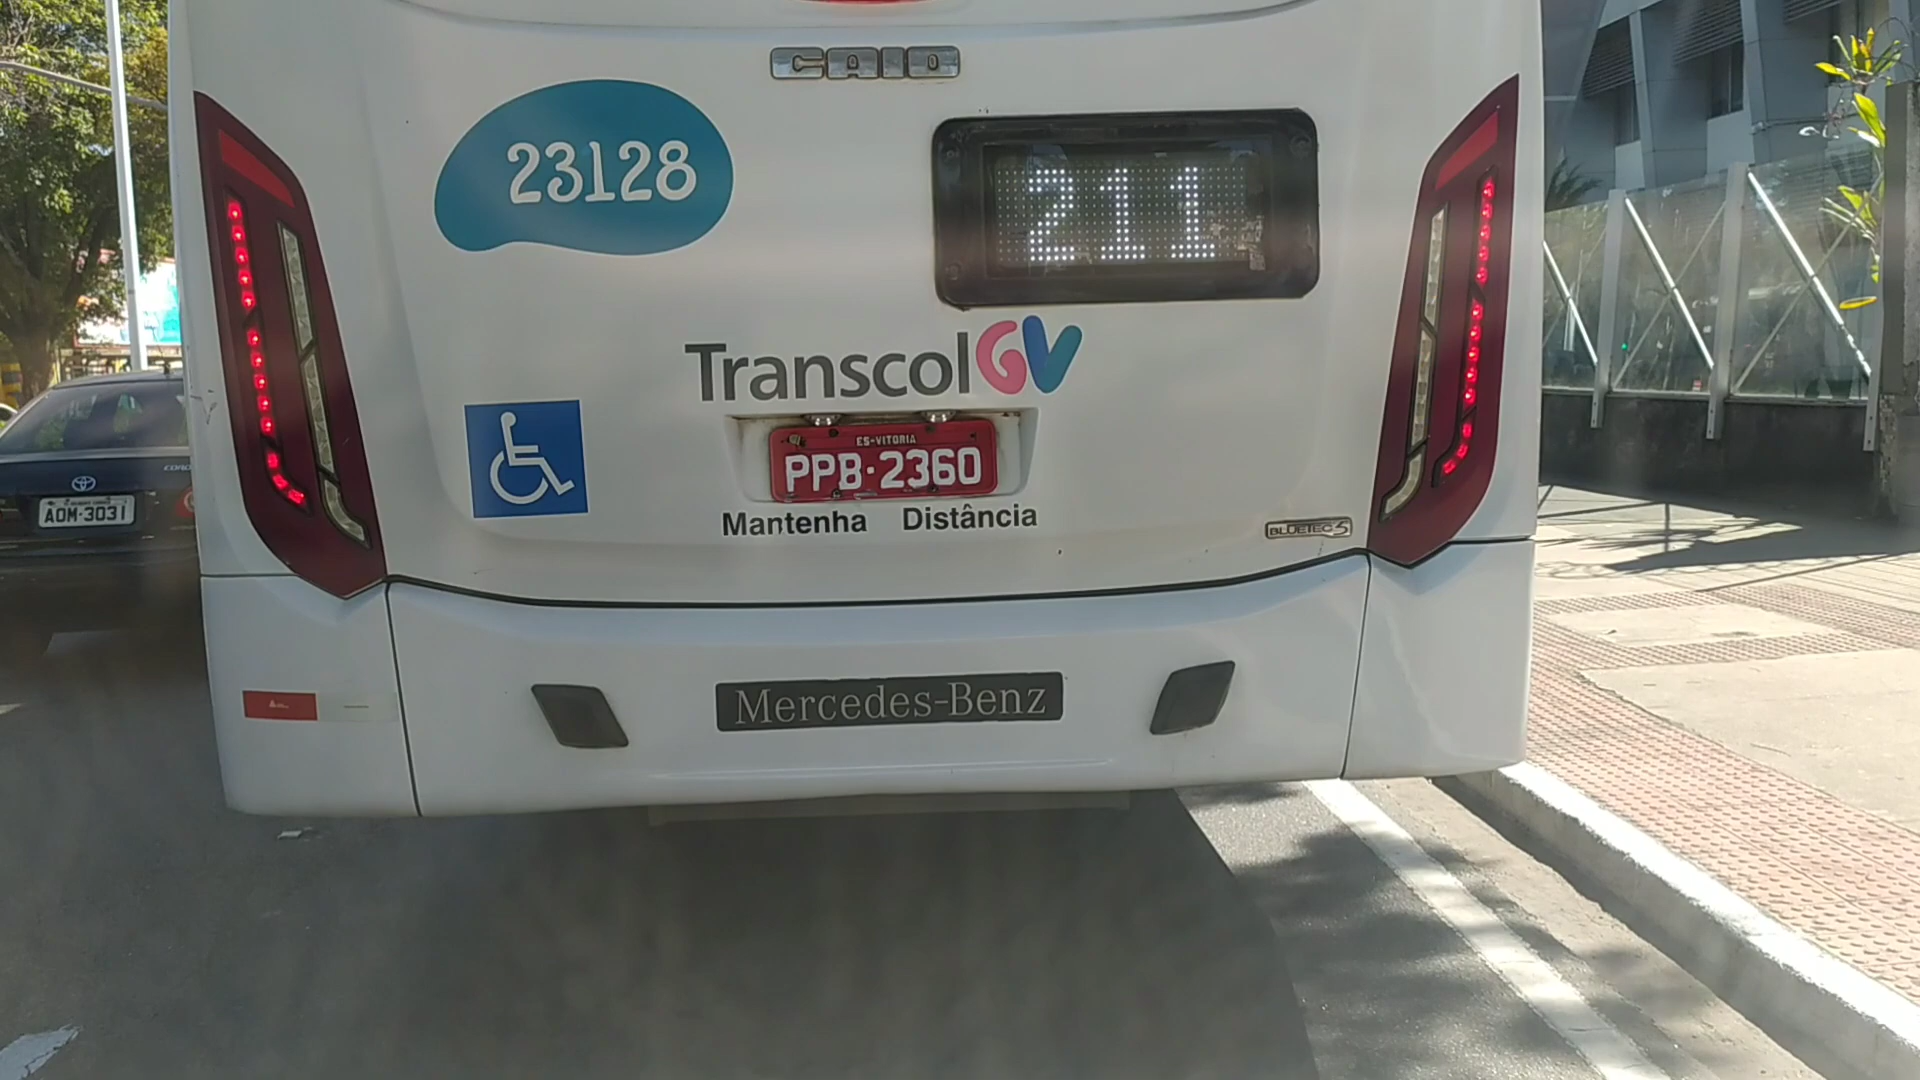 CAIO
23128
211
TranscolGV
ES-VITORIA
PPB-2360
Mantenha Distância
BLUETEC 5
Mercedes-Benz
AOM-3031